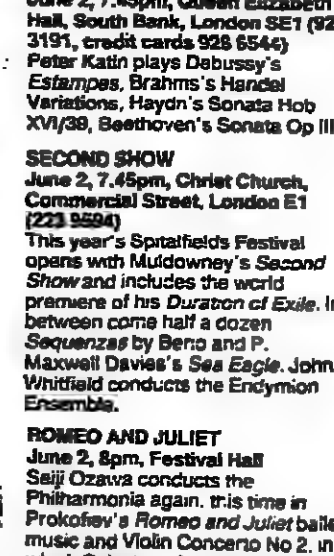 June 2, 7.45pm, Queen Elizabeth
Hall, South Bank, London SE1 (92
3191, credit cards 928 6544)
Peter Katin plays Debussy's
Estampes, Brahms's Handel
Variations, Haydn's Sonata Hob
XVI/39, Beethoven's Sonata Op III
SECOND SHOW
June 2, 7.45pm, Christ Church,
Commercial Street, London E1
(223 9594)
This year's Spitalfields Festival
opens with Muldowney's Second
Show and includes the world
premiere of his Duration of Exile. In
between come half a dozen
Sequenzas by Berio and P.
Maxwell Davies's Sea Eagle. John
Whitfield conducts the Endymion
Ensemble.
ROMEO AND JULIET
June 2, 8pm, Festival Hall
Seiji Ozawa conducts the
Philharmonia again, this time in
Prokofiev's Romeo and Juliet balle
music and Violin Concerto No 2, in